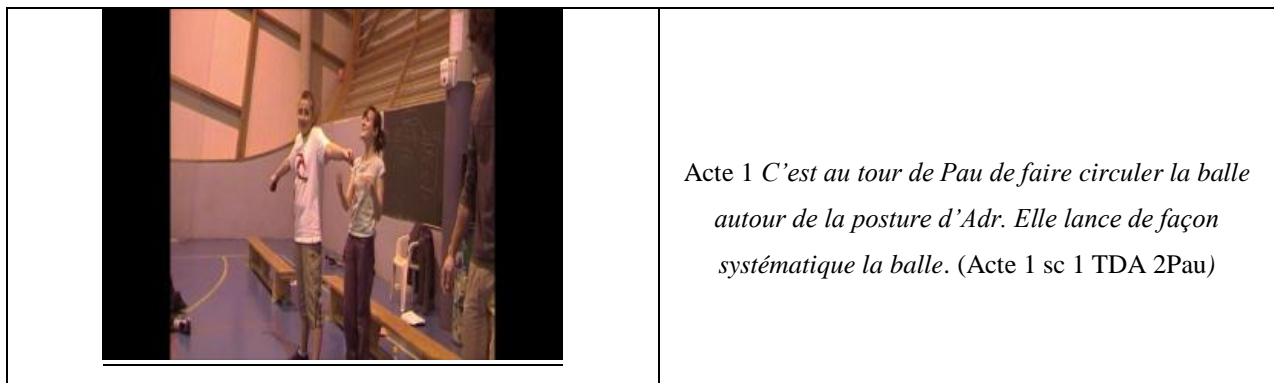 Acte 1 C’est au tour de Pau de faire circuler la balle
autour de la posture d’Adr. Elle lance de façon
systématique la balle. (Acte 1 sc 1 TDA 2Pau)